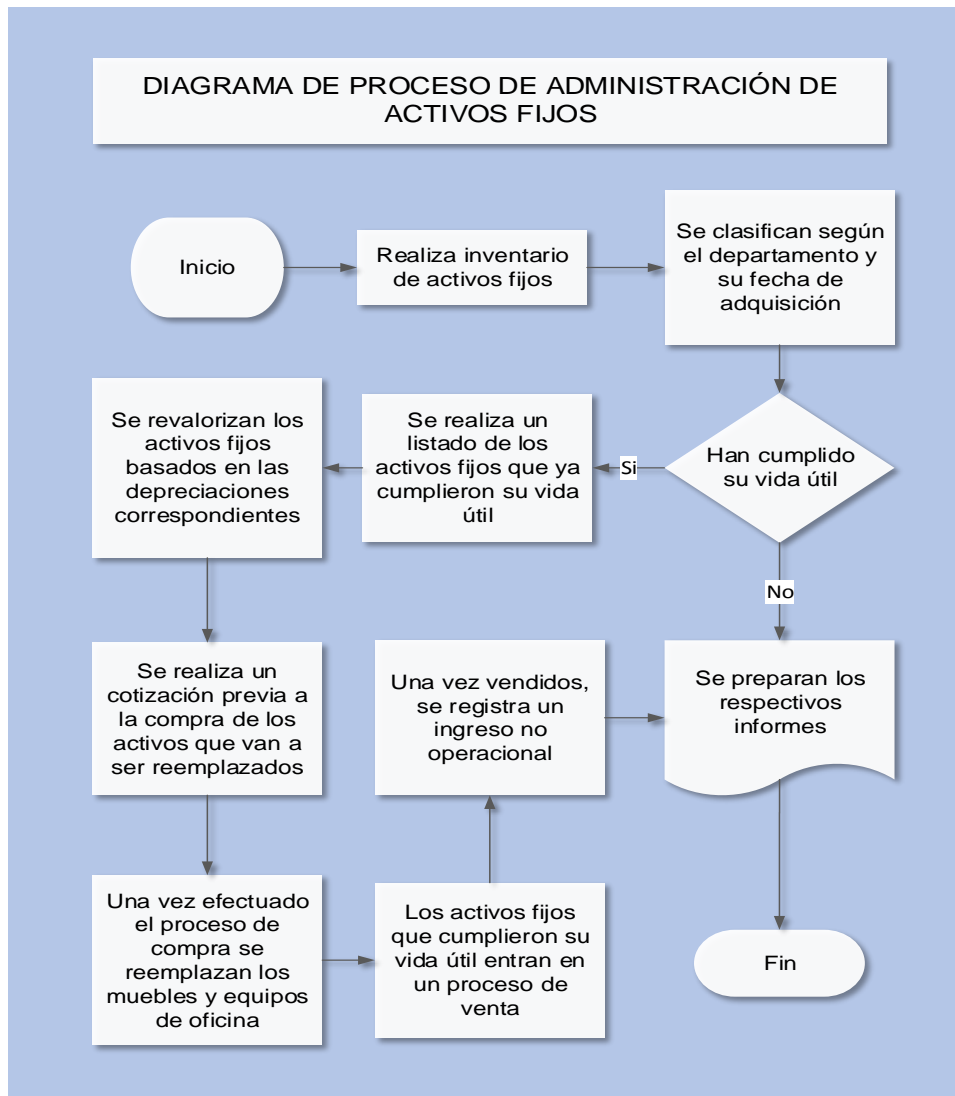 DIAGRAMA DE PROCESO DE ADMINISTRACIÓN DE
ACTIVOS FIJOS
Inicio
Realiza inventario
de activos fijos
Se clasifican según
el departamento y
su fecha de
adquisición
Han cumplido
su vida útil
Si
Se realiza un
listado de los
activos fijos que ya
cumplieron su vida
útil
Se revalorizan los
activos fijos
basados en las
depreciaciones
correspondientes
Se realiza un
cotización previa a
la compra de los
activos que van a
ser reemplazados
Una vez efectuado
el proceso de
compra se
reemplazan los
muebles y equipos
de oficina
Los activos fijos
que cumplieron su
vida útil entran en
un proceso de
venta
Una vez vendidos,
se registra un
ingreso no
operacional
No
Se preparan los
respectivos
informes
Fin